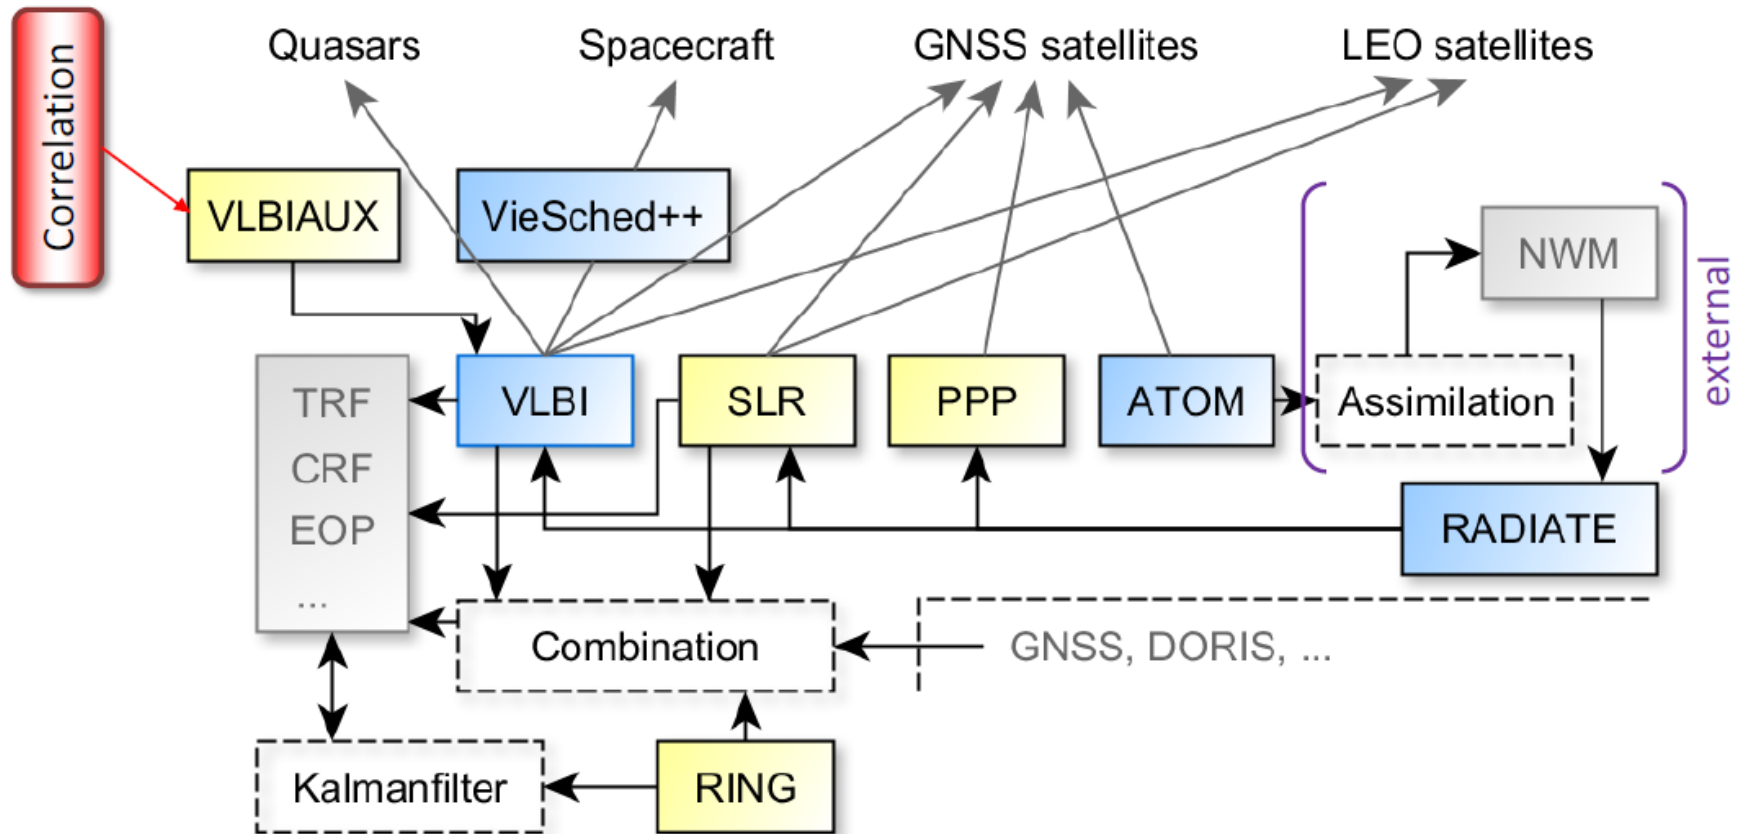 Correlation
Quasars
Spacecraft
GNSS satellites
LEO satellites
VLBIAUX
VieSched++
NWM
external
TRF
CRF
EOP
...
VLBI
SLR
PPP
ATOM
Assimilation
RADIATE
Combination
GNSS, DORIS, ...
Kalmanfilter
RING